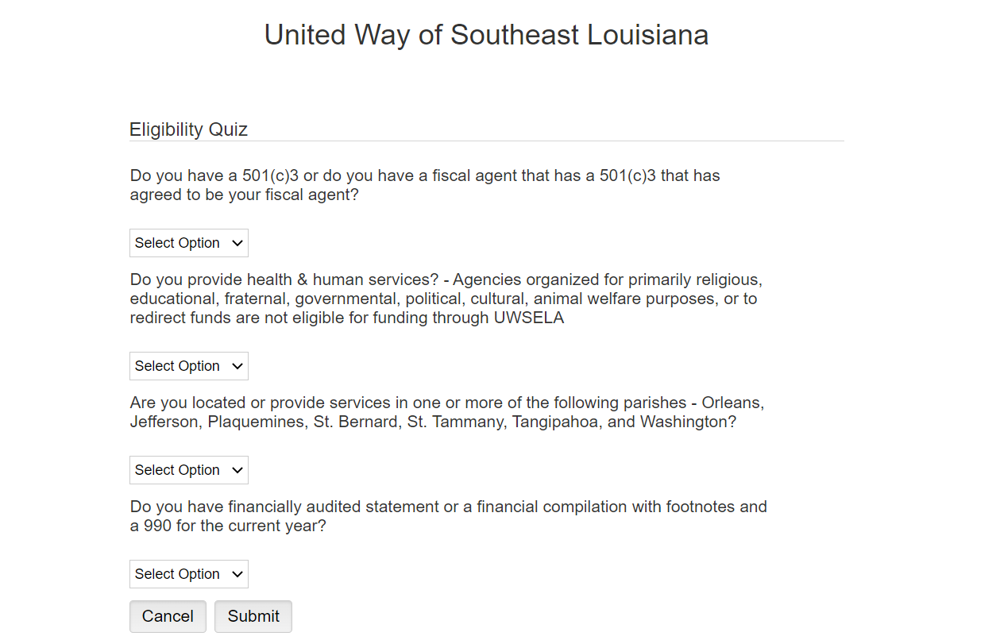 United Way of Southeast Louisiana
Eligibility Quiz
Do you have a 501(c)3 or do you have a fiscal agent that has a 501(c)3 that has
agreed to be your fiscal agent?
Select Option
Do you provide health & human services? - Agencies organized for primarily religious,
educational, fraternal, governmental, political, cultural, animal welfare purposes, or to
redirect funds are not eligible for funding through UWSELA
Select Option
Are you located or provide services in one or more of the following parishes - Orleans,
Jefferson, Plaquemines, St. Bernard, St. Tammany, Tangipahoa, and Washington?
Select Option
Do you have financially audited statement or a financial compilation with footnotes and
a 990 for the current year?
Select Option
Cancel Submit